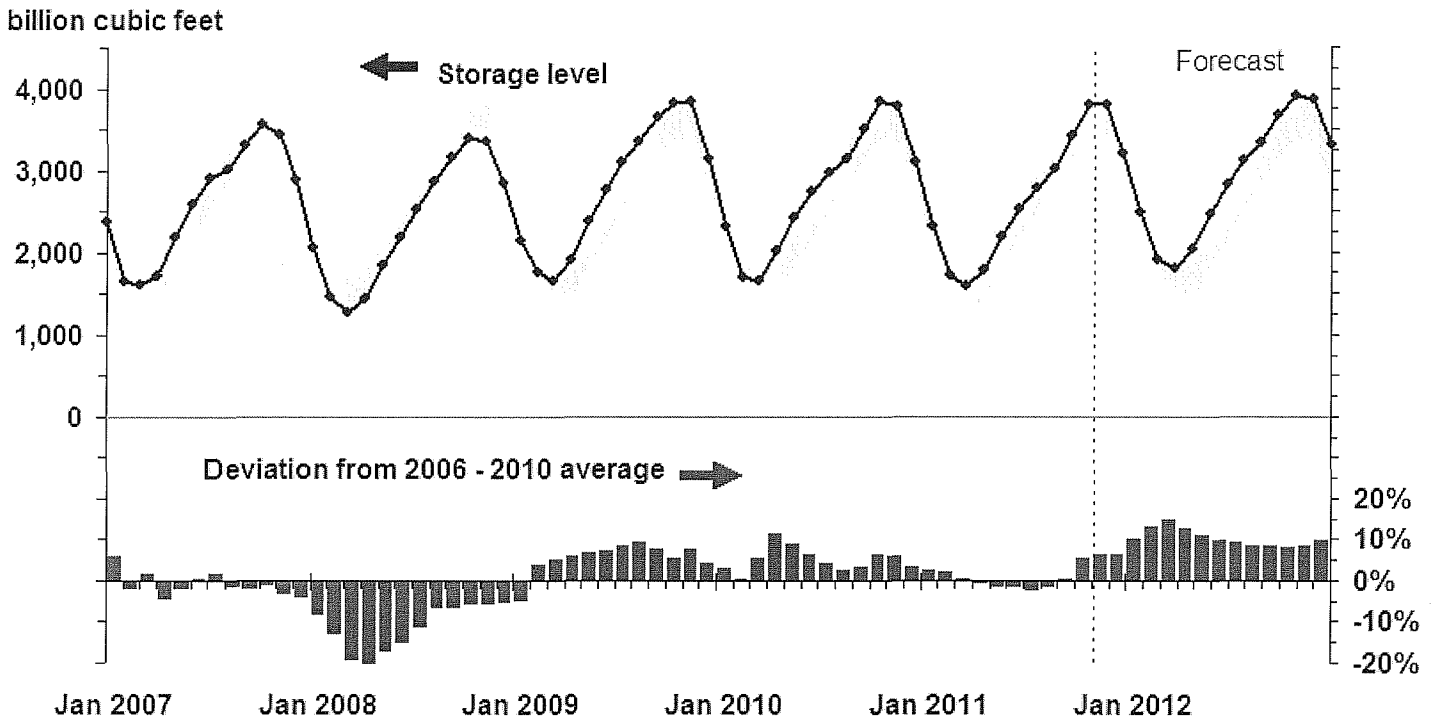 billion cubic feet
Storage level
Forecast
4,000
3,000
2,000
1,000
0
Deviation from 2006 - 2010 average
20%
10%
0%
-10%
-20%
Jan 2007 Jan 2008 Jan 2009 Jan 2010 Jan 2011 Jan 2012